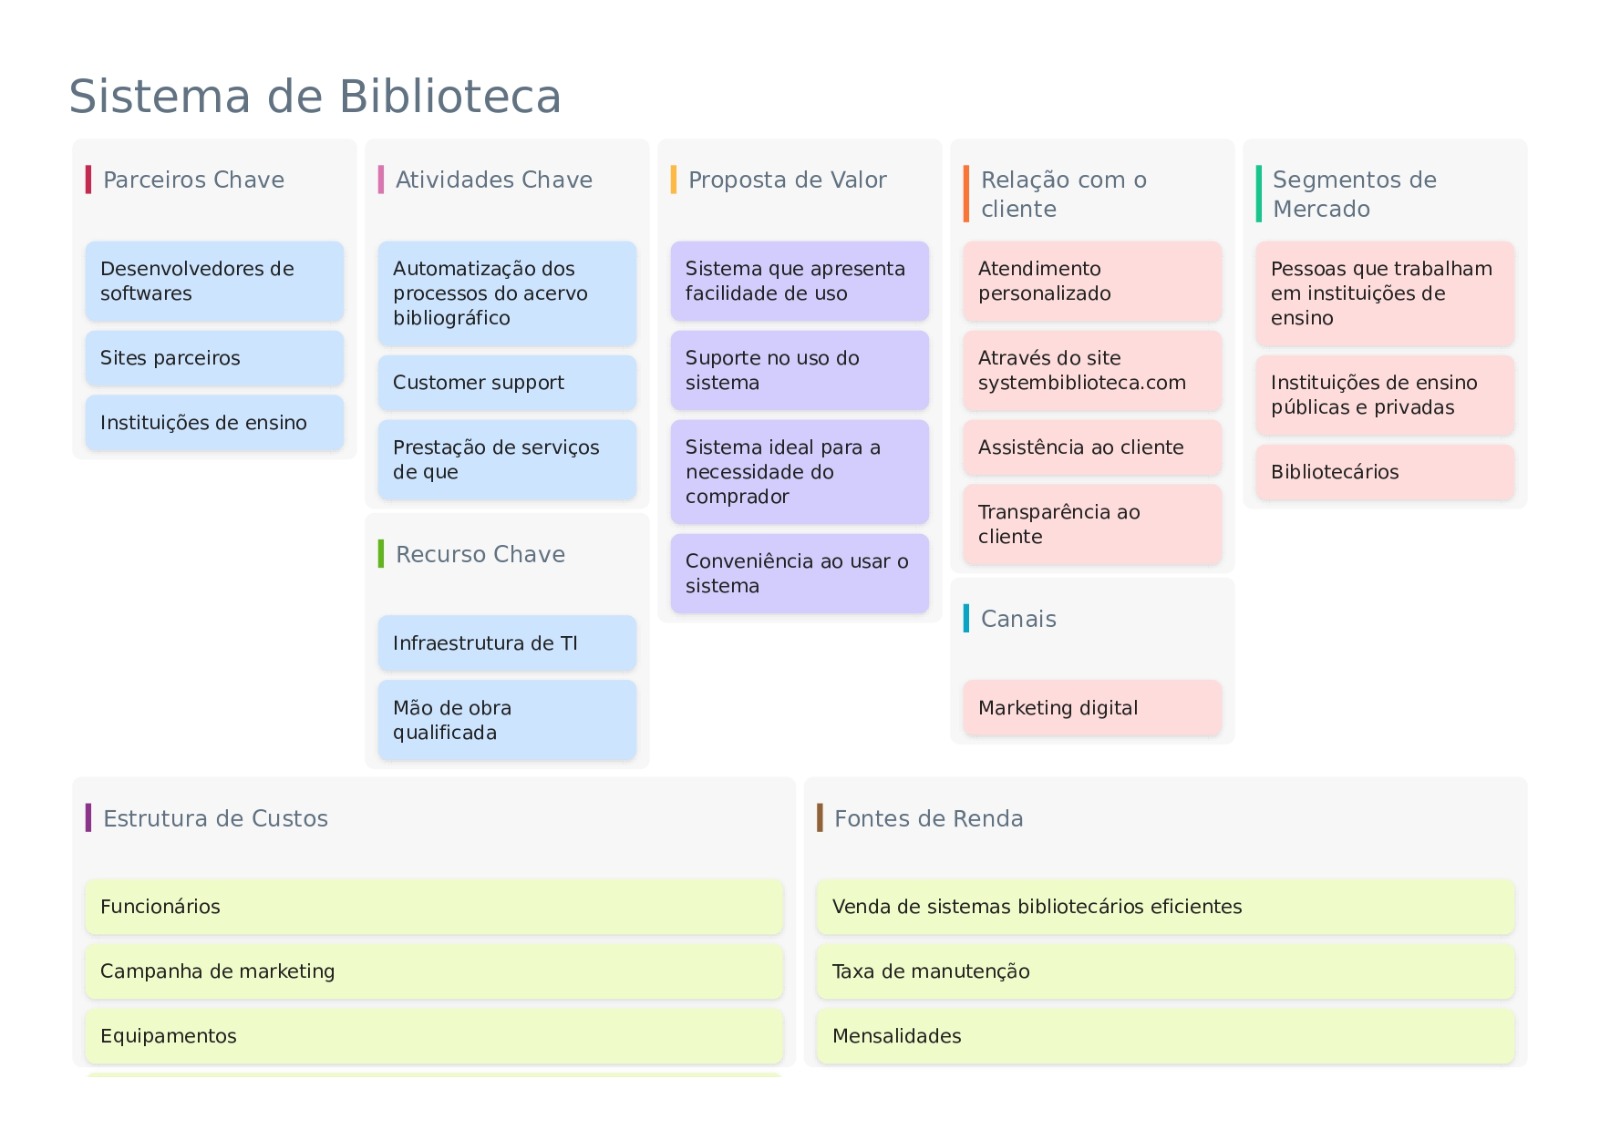 Sistema de Biblioteca
Parceiros Chave
Desenvolvedores de
softwares
Sites parceiros
Instituições de ensino
Atividades Chave
Automatização dos
processos do acervo
bibliográfico
Customer support
Prestação de serviços
de que
Recurso Chave
Infraestrutura de TI
Mão de obra
qualificada
Proposta de Valor
Sistema que apresenta
facilidade de uso
Suporte no uso do
sistema
Sistema ideal para a
necessidade do
comprador
Conveniência ao usar o
sistema
Relação com o
cliente
Atendimento
personalizado
Através do site
systembiblioteca.com
Assistência ao cliente
Transparência ao
cliente
Canais
Marketing digital
Segmentos de
Mercado
Pessoas que trabalham
em instituições de
ensino
Instituições de ensino
públicas e privadas
Bibliotecários
Estrutura de Custos
Funcionários
Campanha de marketing
Equipamentos
Fontes de Renda
Venda de sistemas bibliotecários eficientes
Taxa de manutenção
Mensalidades